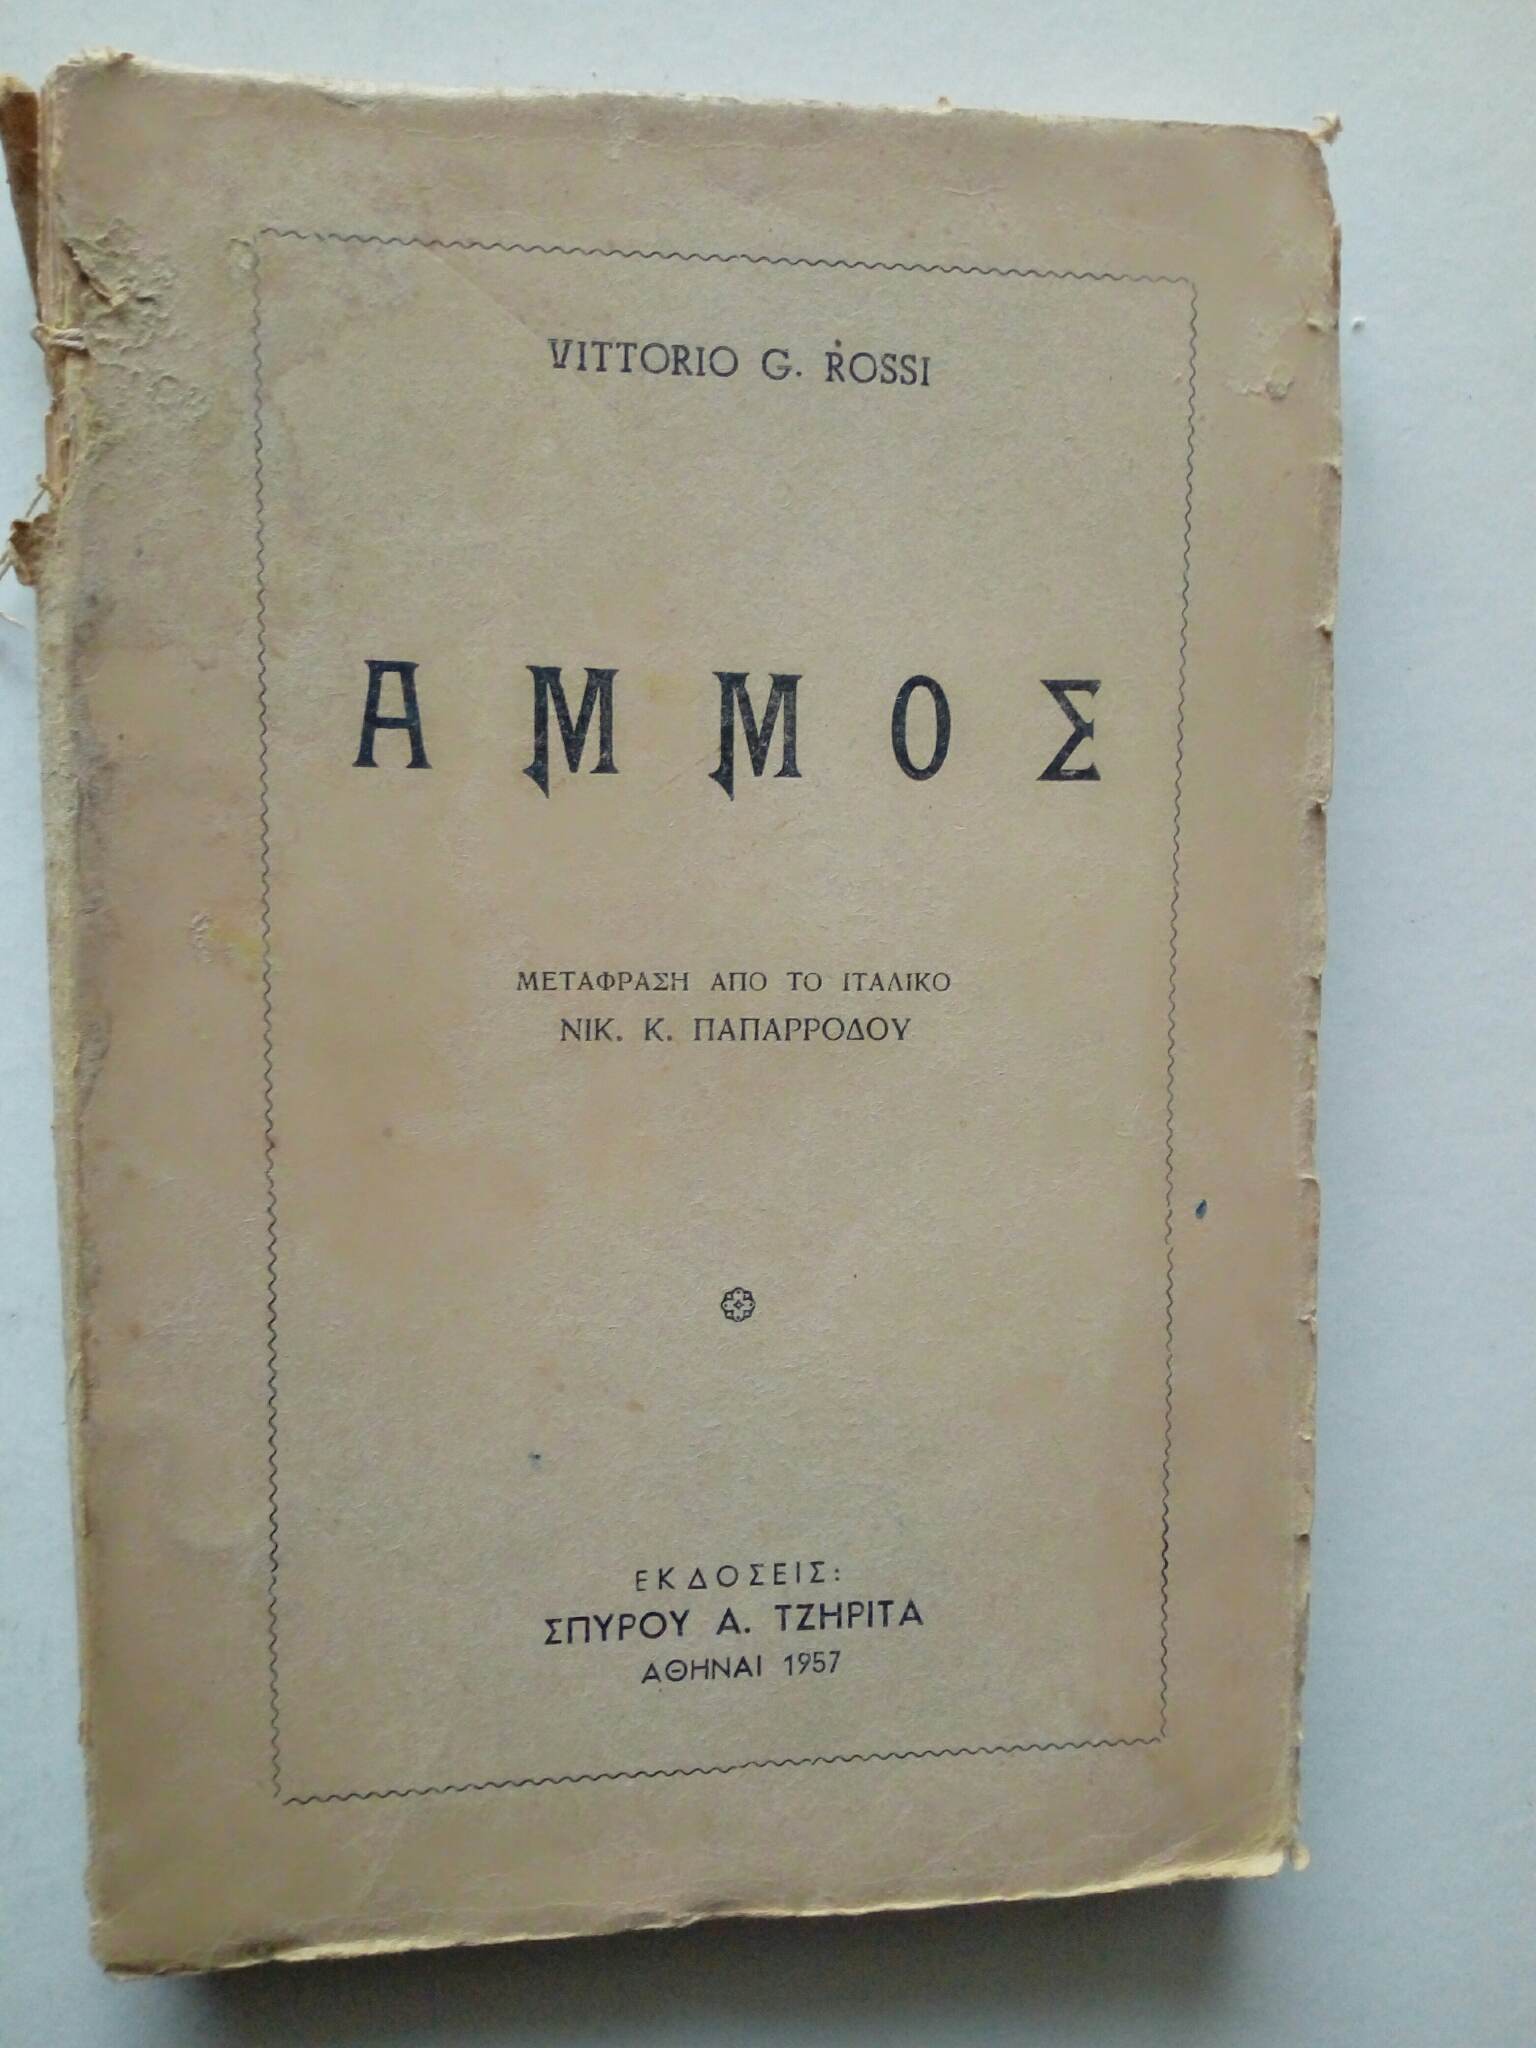 VITTORIO G. ROSSI
ΑΜΜΟΣ
ΜΕΤΑΦΡΑΣΗ ΑΠΟ ΤΟ ΙΤΑΛΙΚΟ
ΝΙΚ. Κ. ΠΑΠΑΡΡΟΔΟΥ
ΕΚΔΟΣΕΙΣ:
ΣΠΥΡΟΥ Α. ΤΖΗΡΙΤΑ
ΑΘΗΝΑΙ 1957